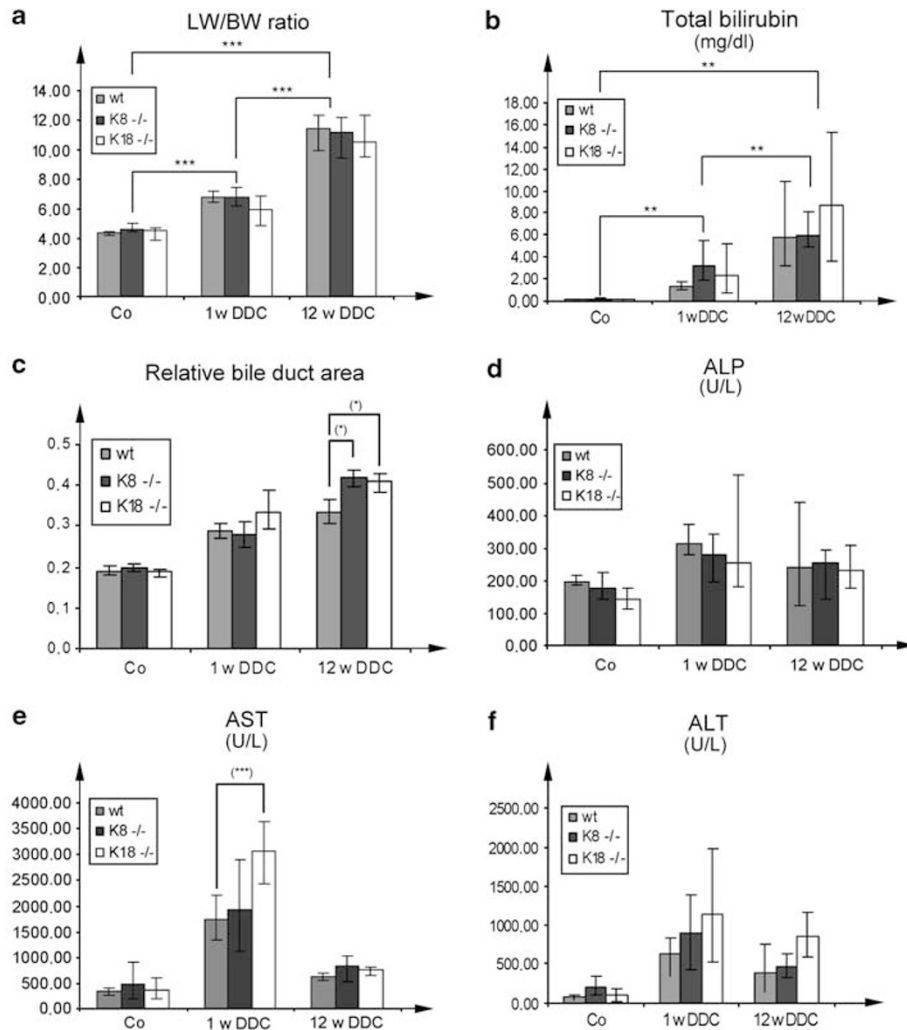 a
LW/BW ratio
***
***
***
14.00
12.00
10.00
8.00
6.00
4.00
2.00
0.00
wt
K8 -/-
K18 -/-
Co
1w DDC
12 w DDC
b
Total bilirubin
(mg/dl)
**
**
**
18.00
16.00
14.00
12.00
10.00
8.00
6.00
4.00
2.00
0.00
wt
K8 -/-
K18 -/-
Co
1wDDC
12wDDC
c
Relative bile duct area
(*)
(*)
0.5
0.4
0.3
0.2
0.1
0.0
wt
K8 -/-
K18 -/-
Co
1 w DDC
12 w DDC
d
ALP
(U/L)
600.00
500.00
400.00
300.00
200.00
100.00
0.00
wt
K8 -/-
K18 -/-
Co
1 w DDC
12 w DDC
e
AST
(U/L)
(***)
4000.00
3500.00
3000.00
2500.00
2000.00
1500.00
1000.00
500.00
0.00
wt
K8 -/-
K18 -/-
Co
1 w DDC
12 w DDC
f
ALT
(U/L)
2500.00
2000.00
1500.00
1000.00
500.00
0.00
wt
K8 -/-
K18 -/-
Co
1 w DDC
12 w DDC